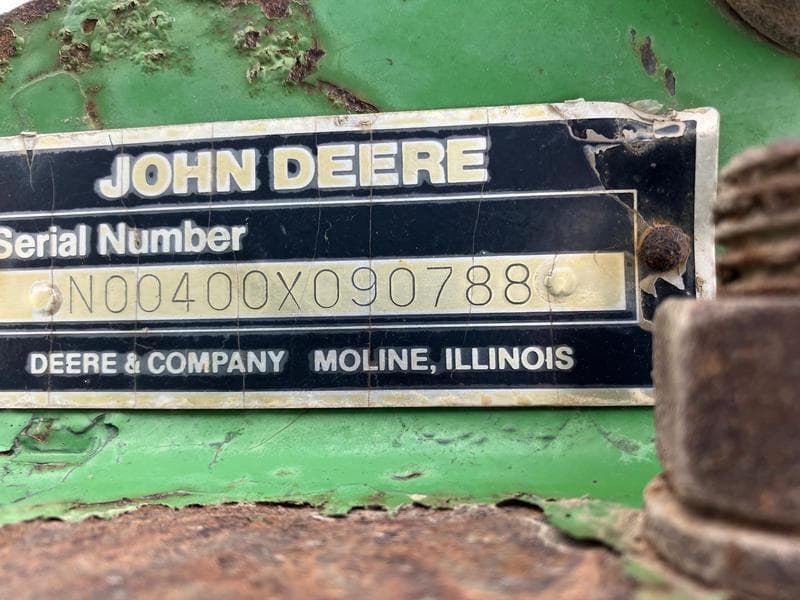 JOHN DEERE
Serial Number
N00400X090788
DEERE & COMPANY MOLINE, ILLINOIS